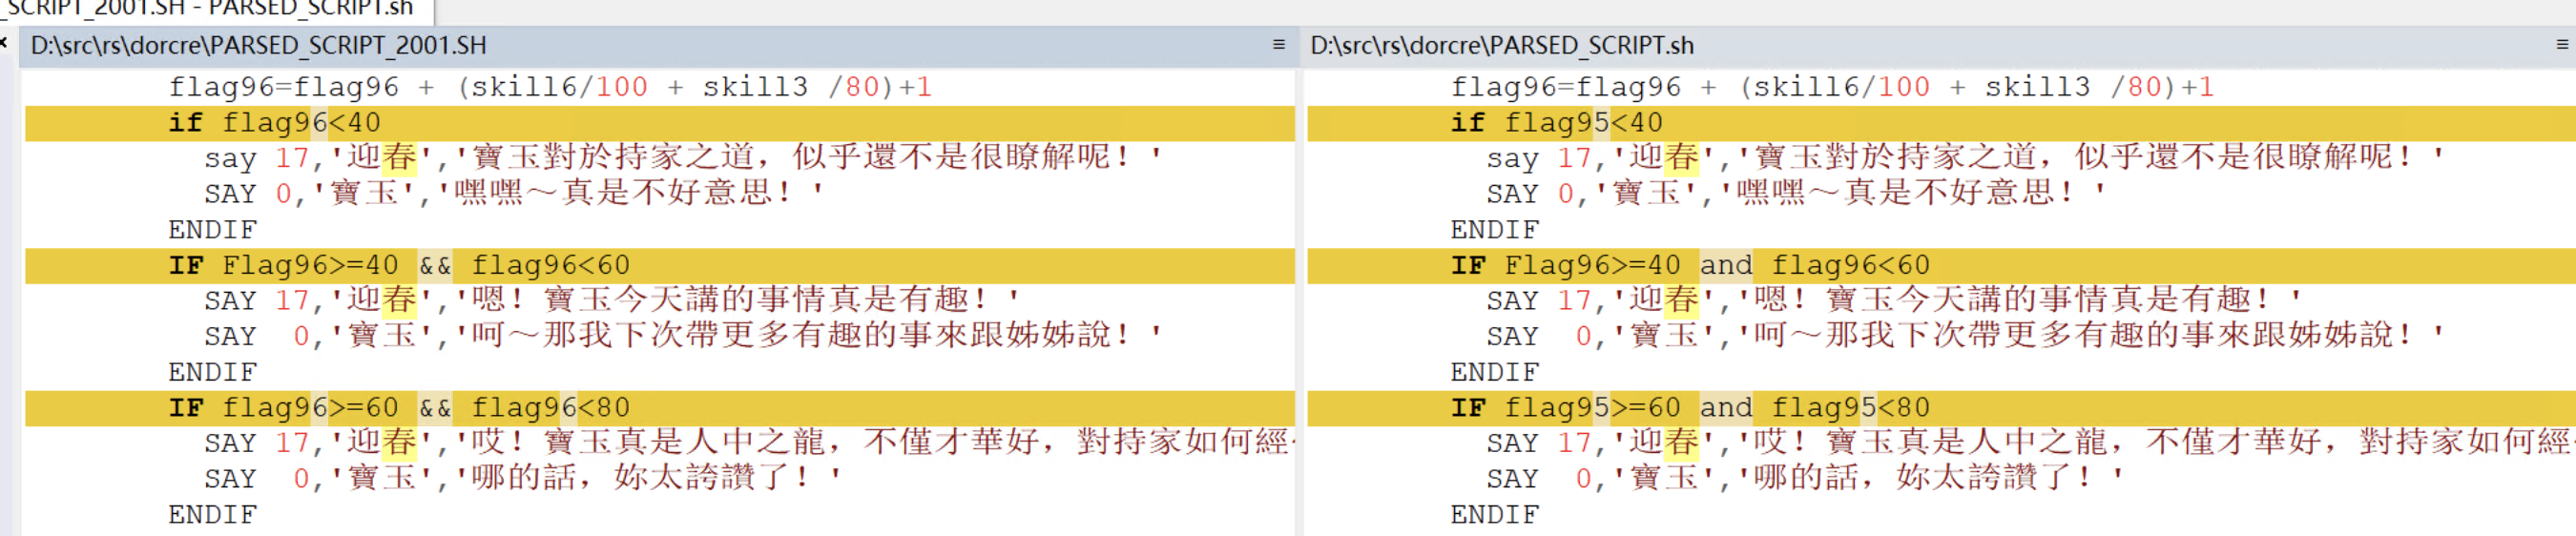 _SCRIPT_2001.SH - PARSED_SCRIPT.sh
D:\src\rs\dorcre\PARSED_SCRIPT_2001.SH
flag96=flag96 + (skill6/100 + skill3 /80)+1
if flag96<40
say 17,'迎春','寶玉對於持家之道，似乎還不是很瞭解呢！'
SAY 0,'寶玉','嘿嘿～真是不好意思！'
ENDIF
IF Flag96>=40 && flag96<60
SAY 17,'迎春','嗯！寶玉今天講的事情真是有趣！'
SAY  0,'寶玉','呵～那我下次帶更多有趣的事來跟姊姊說！'
ENDIF
IF flag96>=60 && flag96<80
SAY 17,'迎春','哎！寶玉真是人中之龍，不僅才華好，對持家如何經
SAY  0,'寶玉','哪的話，妳太誇讚了！'
ENDIF
D:\src\rs\dorcre\PARSED_SCRIPT.sh
flag96=flag96 + (skill6/100 + skill3 /80)+1
if flag95<40
say 17,'迎春','寶玉對於持家之道，似乎還不是很瞭解呢！'
SAY 0,'寶玉','嘿嘿～真是不好意思！'
ENDIF
IF Flag96>=40 and flag96<60
SAY 17,'迎春','嗯！寶玉今天講的事情真是有趣！'
SAY  0,'寶玉','呵～那我下次帶更多有趣的事來跟姊姊說！'
ENDIF
IF flag95>=60 and flag95<80
SAY 17,'迎春','哎！寶玉真是人中之龍，不僅才華好，對持家如何經
SAY  0,'寶玉','哪的話，妳太誇讚了！'
ENDIF